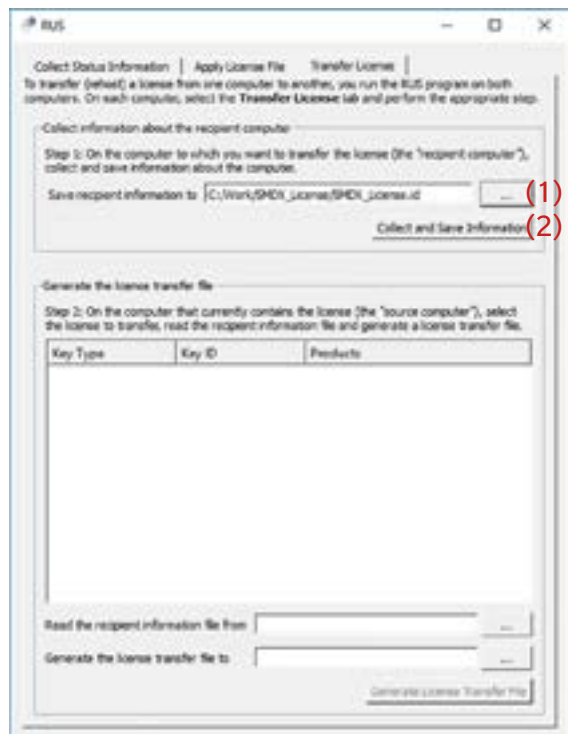 RUS
Collect Status Information | Apply License File | Transfer License |
To transfer (rehost) a license from one computer to another, you run the RUS program on both
computers. On each computer, select the Transfer License tab and perform the appropriate step.
Collect information about the recipient computer
Step 1: On the computer to which you want to transfer the license (the "recipient computer"),
collect and save information about the computer.
Save recipient information to C:/Work/SMDX_License/SMDX_License.id ... (1)
Collect and Save Information (2)
Generate the license transfer file
Step 2: On the computer that currently contains the license (the "source computer"), select
the license to transfer, read the recipient information file and generate a license transfer file.
Key Type Key ID Products
Read the recipient information file from ...
Generate the license transfer file to ...
Generate License Transfer File